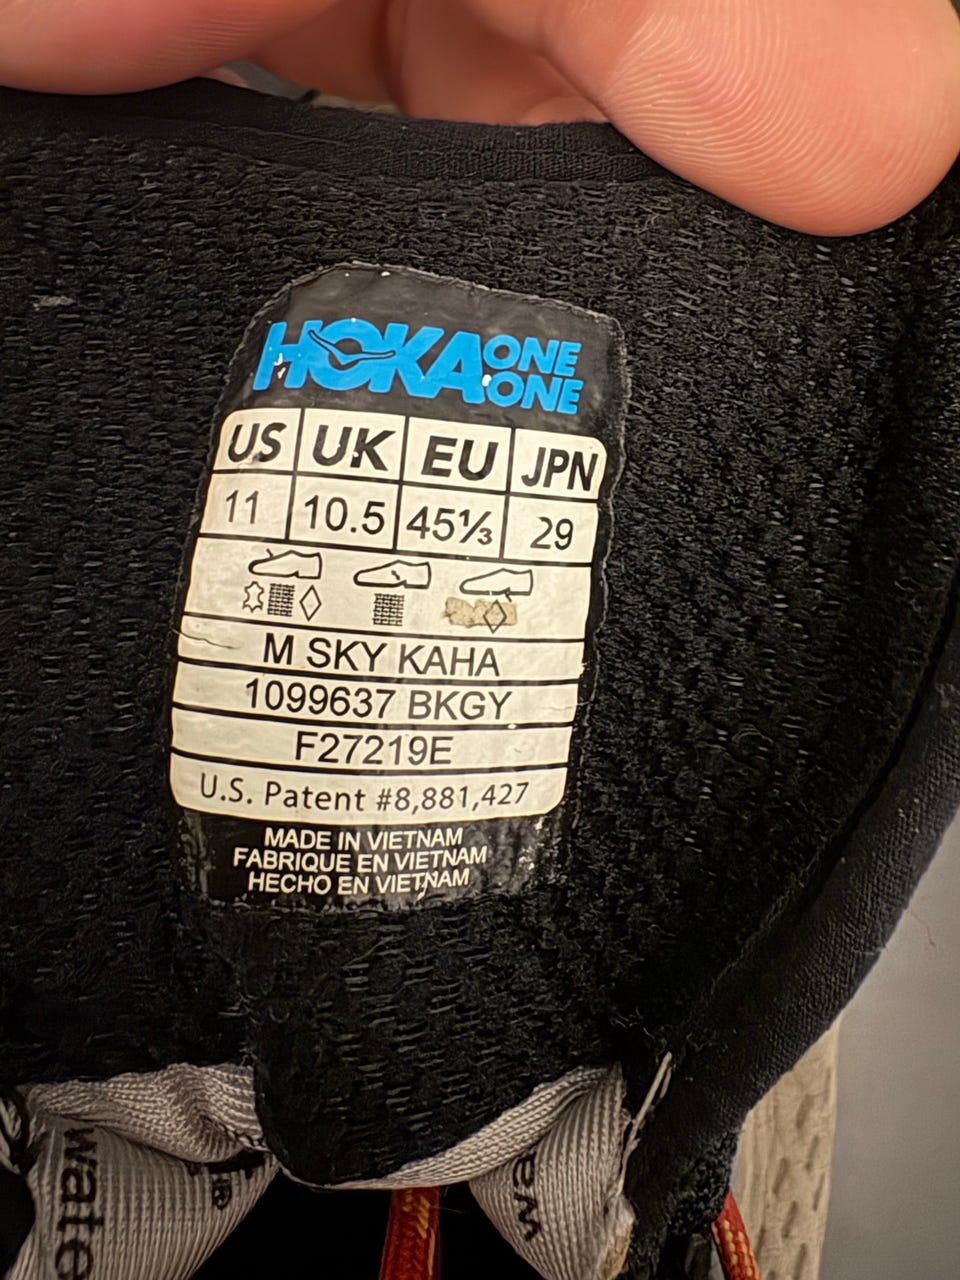 HOKA ONE ONE
US UK EU JPN
11 10.5 45⅓ 29
M SKY KAHA
1099637 BKGY
F27219E
U.S. Patent #8,881,427
MADE IN VIETNAM
FABRIQUE EN VIETNAM
HECHO EN VIETNAM